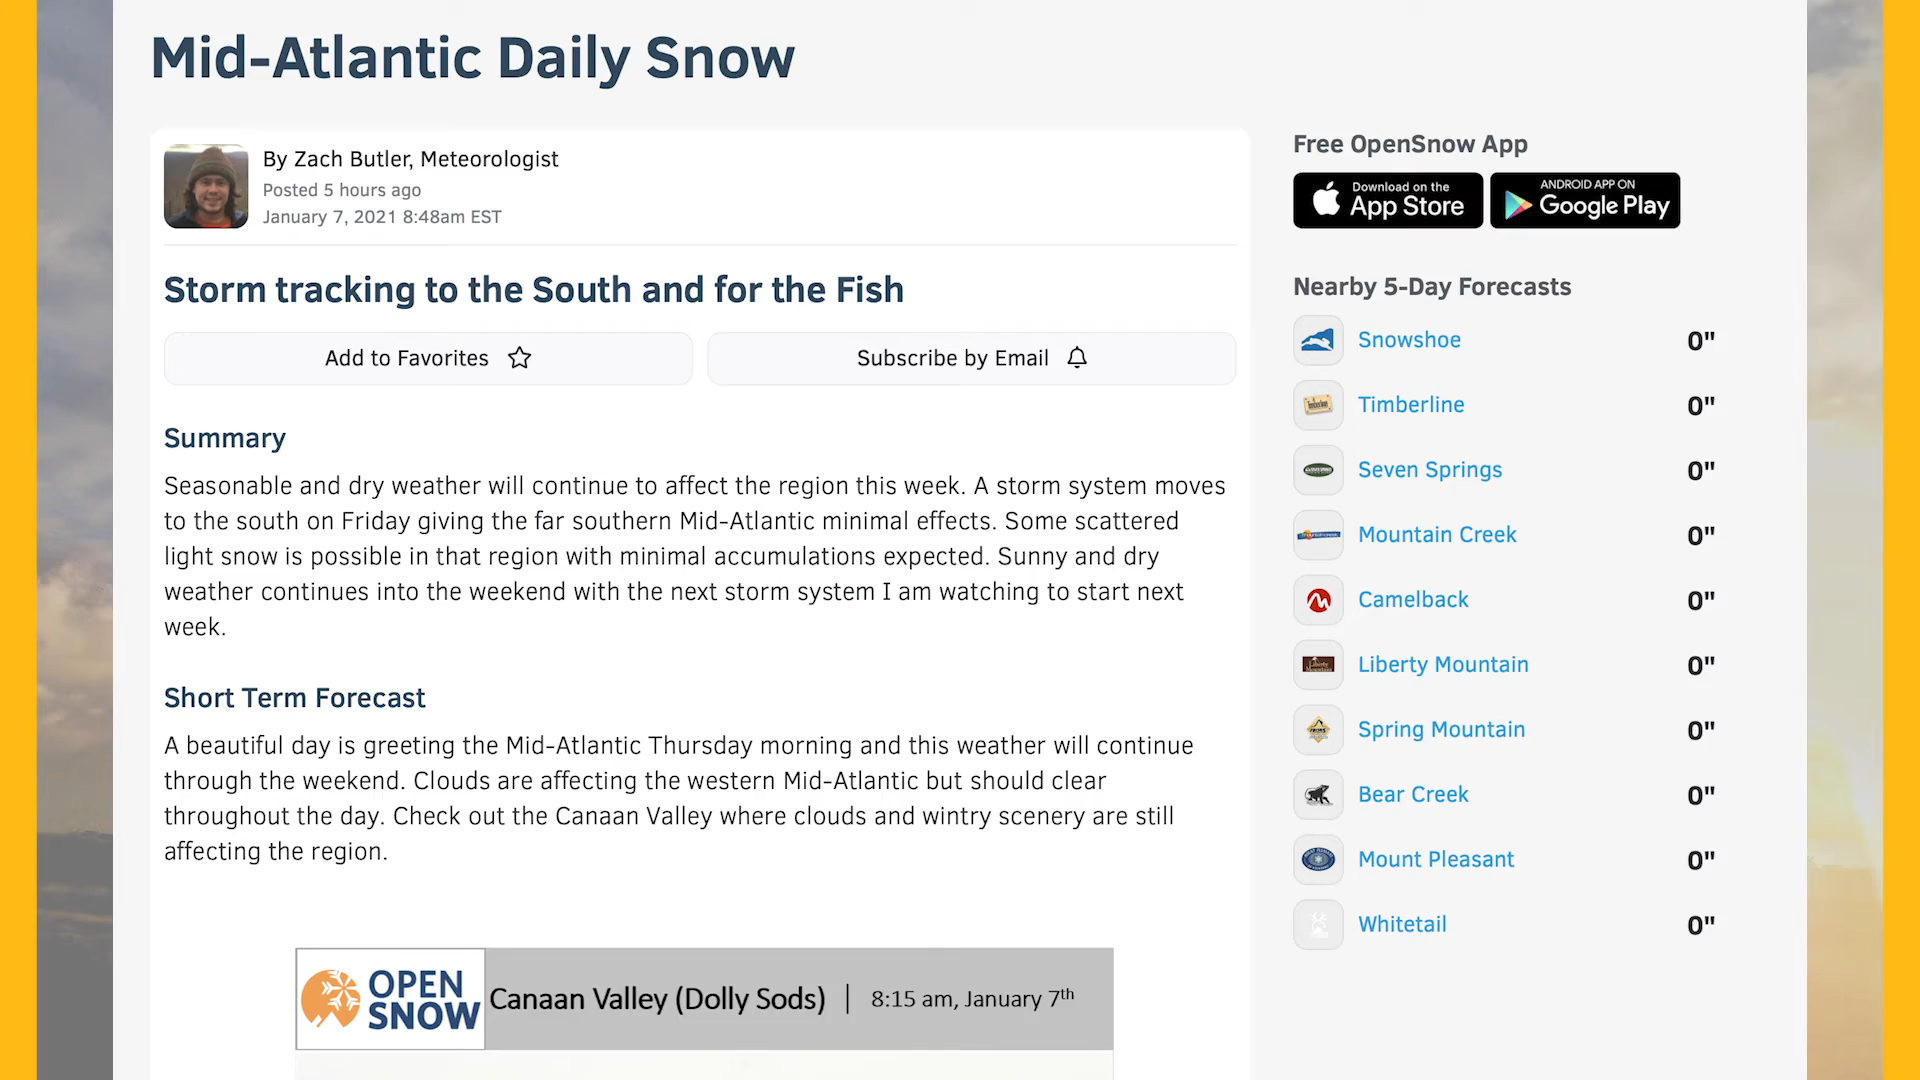 Mid-Atlantic Daily Snow
By Zach Butler, Meteorologist
Posted 5 hours ago
January 7, 2021 8:48am EST
Storm tracking to the South and for the Fish
Add to Favorites
Subscribe by Email
Summary
Seasonable and dry weather will continue to affect the region this week. A storm system moves
to the south on Friday giving the far southern Mid-Atlantic minimal effects. Some scattered
light snow is possible in that region with minimal accumulations expected. Sunny and dry
weather continues into the weekend with the next storm system I am watching to start next
week.
Short Term Forecast
A beautiful day is greeting the Mid-Atlantic Thursday morning and this weather will continue
through the weekend. Clouds are affecting the western Mid-Atlantic but should clear
throughout the day. Check out the Canaan Valley where clouds and wintry scenery are still
affecting the region.
OPEN
SNOW
Canaan Valley (Dolly Sods) | 8:15 am, January 7th
Free OpenSnow App
Download on the
App Store
ANDROID APP ON
Google Play
Nearby 5-Day Forecasts
Snowshoe 0"
Timberline 0"
Seven Springs 0"
Mountain Creek 0"
Camelback 0"
Liberty Mountain 0"
Spring Mountain 0"
Bear Creek 0"
Mount Pleasant 0"
Whitetail 0"